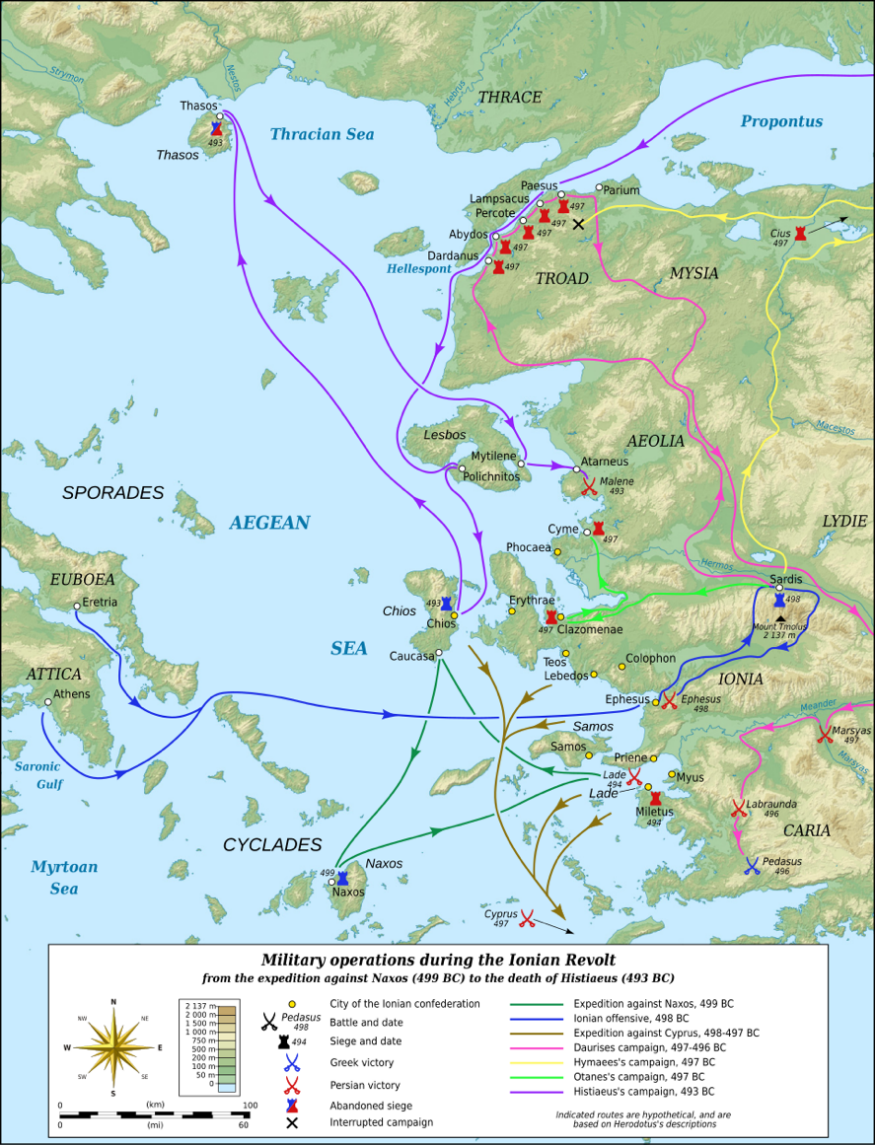 Strymon
Nestos
Hebrus
THRACE
Propontus
Thasos
493
Thasos
Thracian Sea
Paesus
Parium
Lampsacus
497
Percote
497
497
Abydos
497
Dardanus
497
Hellespont
Cius
497
TROAD
MYSIA
Macestos
Lesbos
AEOLIA
Mytilene
Atarneus
Polichnitos
Malene
493
SPORADES
AEGEAN
LYDIE
Cyme
497
Phocaea
Hermos
EUBOEA
Sardis
498
Eretria
Chios
493
Chios
Erythrae
497
Clazomenae
Mount Tmolus
2 137 m
SEA
Caucasa
Teos
Colophon
Lebedos
ATTICA
Athens
IONIA
Ephesus
Ephesus
498
Meander
Samos
Samos
Marsyas
497
Marsyas
Saronic
Gulf
Priene
Lade
494
Myus
Lade
Miletus
494
Labraunda
496
CARIA
CYCLADES
Myrtoan
Sea
Naxos
499
Naxos
Pedasus
496
Cyprus
497
Military operations during the Ionian Revolt
from the expedition against Naxos (499 BC) to the death of Histiaeus (493 BC)
N
NW
NE
W
E
SW
SE
S
0 (km) 100
0 (mi) 60
2 137 m
2 000 m
1 500 m
1 000 m
750 m
500 m
200 m
100 m
50 m
0
City of the Ionian confederation
Pedasus
498
Battle and date
494
Siege and date
Greek victory
Persian victory
Abandoned siege
Interrupted campaign
Expedition against Naxos, 499 BC
Ionian offensive, 498 BC
Expedition against Cyprus, 498-497 BC
Daurises campaign, 497-496 BC
Hymaees's campaign, 497 BC
Otanes's campaign, 497 BC
Histiaeus's campaign, 493 BC
indicated routes are hypothetical, and are
based on Herodotus's descriptions